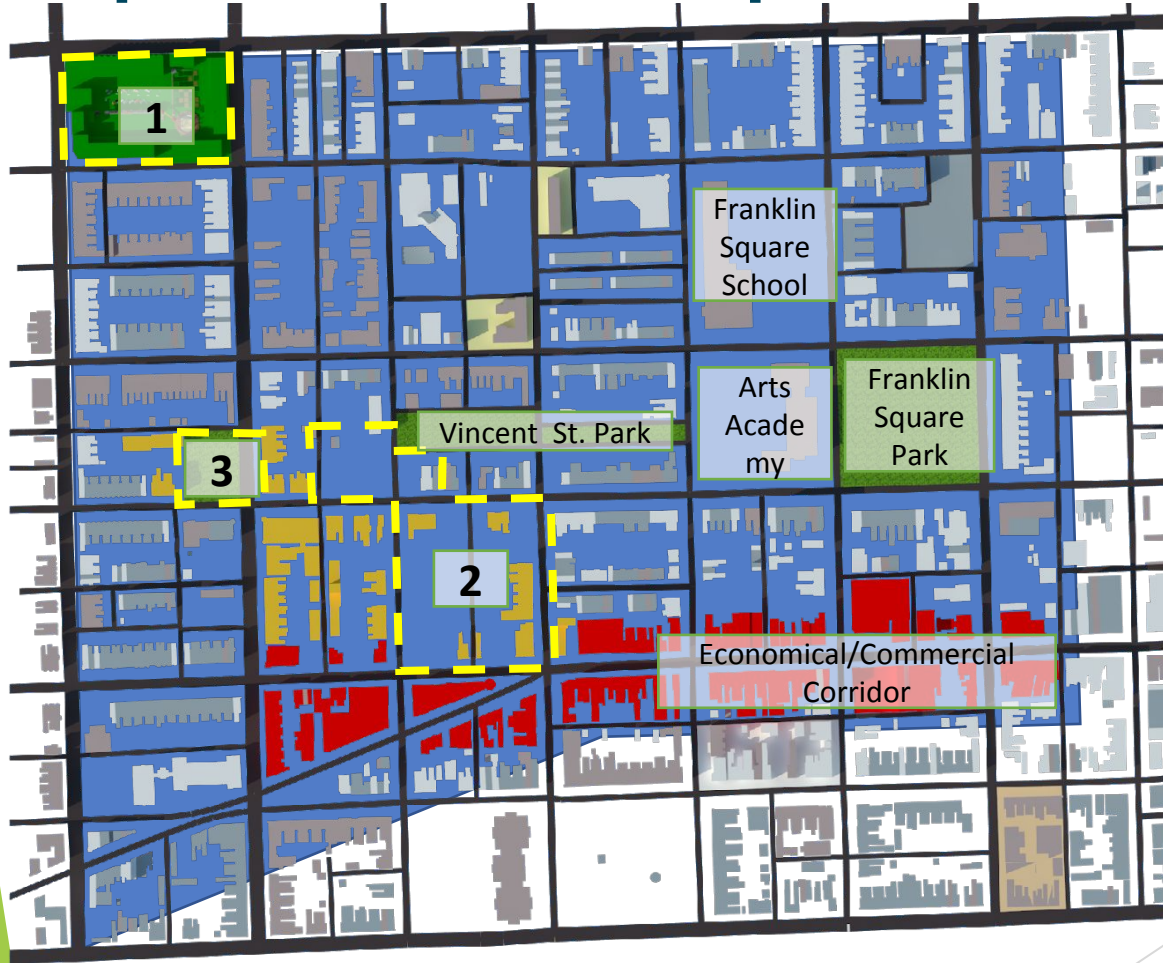 1
Franklin
Square
School
Arts
Acade
my
Franklin
Square
Park
Vincent St. Park
3
2
Economical/Commercial
Corridor